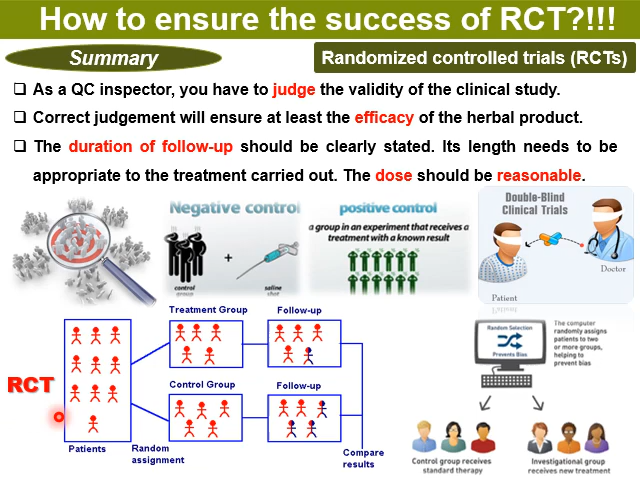 How to ensure the success of RCT?!!!
Summary
Randomized controlled trials (RCTs)
❑ As a QC inspector, you have to judge the validity of the clinical study.
❑ Correct judgement will ensure at least the efficacy of the herbal product.
❑ The duration of follow-up should be clearly stated. Its length needs to be
appropriate to the treatment carried out. The dose should be reasonable.
Negative control
control
group
+
saline
shot
positive control
a group in an experiment that receives a
treatment with a known result
Double-Blind
Clinical Trials
Patient
Doctor
RCT
Patients
Random
assignment
Treatment Group
Follow-up
Control Group
Follow-up
Compare
results
Random Selection
Prevents Bias
The computer
randomly assigns
patients to two
or more groups,
helping to
prevent bias
Control group receives
standard therapy
Investigational group
receives new treatment